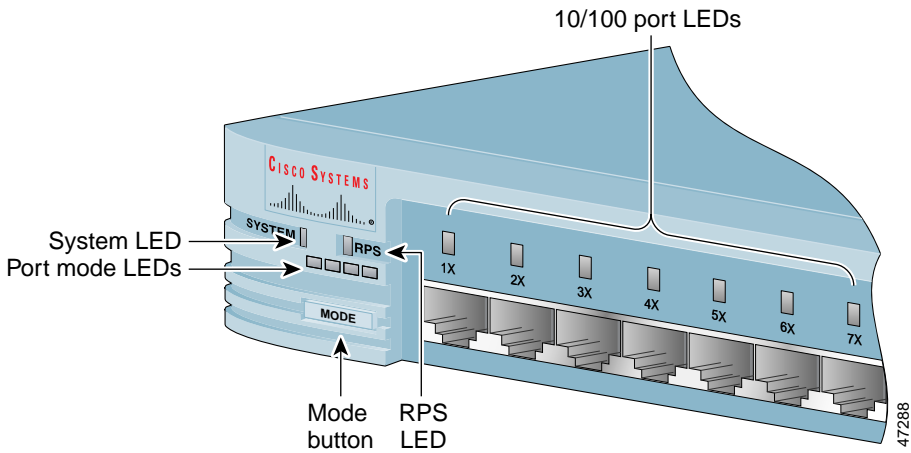 10/100 port LEDs
CISCO SYSTEMS
SYSTEM
RPS
System LED
Port mode LEDs
1X
2X
3X
4X
5X
6X
7X
MODE
Mode
button
RPS
LED
47288